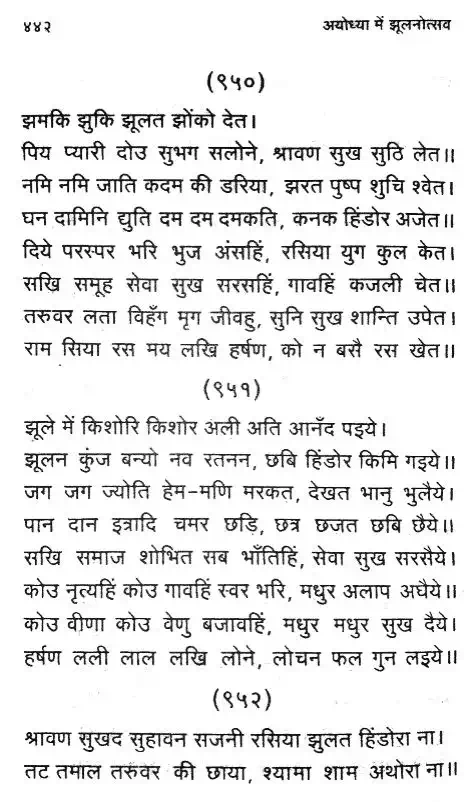 ४४२ अयोध्या में झूलनोत्सव
(९५०)
झमकि झुकि झूलत झोंको देत।
पिय प्यारी दोउ सुभग सलोने, श्रावण सुख सुठि लेत॥
नमि नमि जाति कदम की डरिया, झरत पुष्प शुचि श्वेत।
घन दामिनि द्युति दम दम दमकति, कनक हिंडोर अजेत॥
दिये परस्पर भरि भुज अंसहिं, रसिया युग कुल केत।
सखि समूह सेवा सुख सरसहिं, गावहिं कजली चेत॥
तरुवर लता विहँग मृग जीवहु, सुनि सुख शान्ति उपेत।
राम सिया रस मय लखि हर्षण, को न बसै रस खेत॥
(९५१)
झूले में किशोरि किशोर अली अति आनँद पइये।
झूलन कुंज बन्यो नव रतनन, छबि हिंडोर किमि गइये॥
जग जग ज्योति हेम-मणि मरकत, देखत भानु भुलैये।
पान दान इत्रादि चमर छड़ि, छत्र छजत छबि छैये॥
सखि समाज शोभित सब भाँतिहिं, सेवा सुख सरसैये।
कोउ नृत्यहिं कोउ गावहिं स्वर भरि, मधुर अलाप अघैये॥
कोउ वीणा कोउ वेणु बजावहिं, मधुर मधुर सुख दैये।
हर्षण लली लाल लखि लोने, लोचन फल गुन लइये॥
(९५२)
श्रावण सुखद सुहावन सजनी रसिया झुलत हिंडोरा ना।
तट तमाल तरुवर की छाया, श्यामा शाम अथोरा ना॥